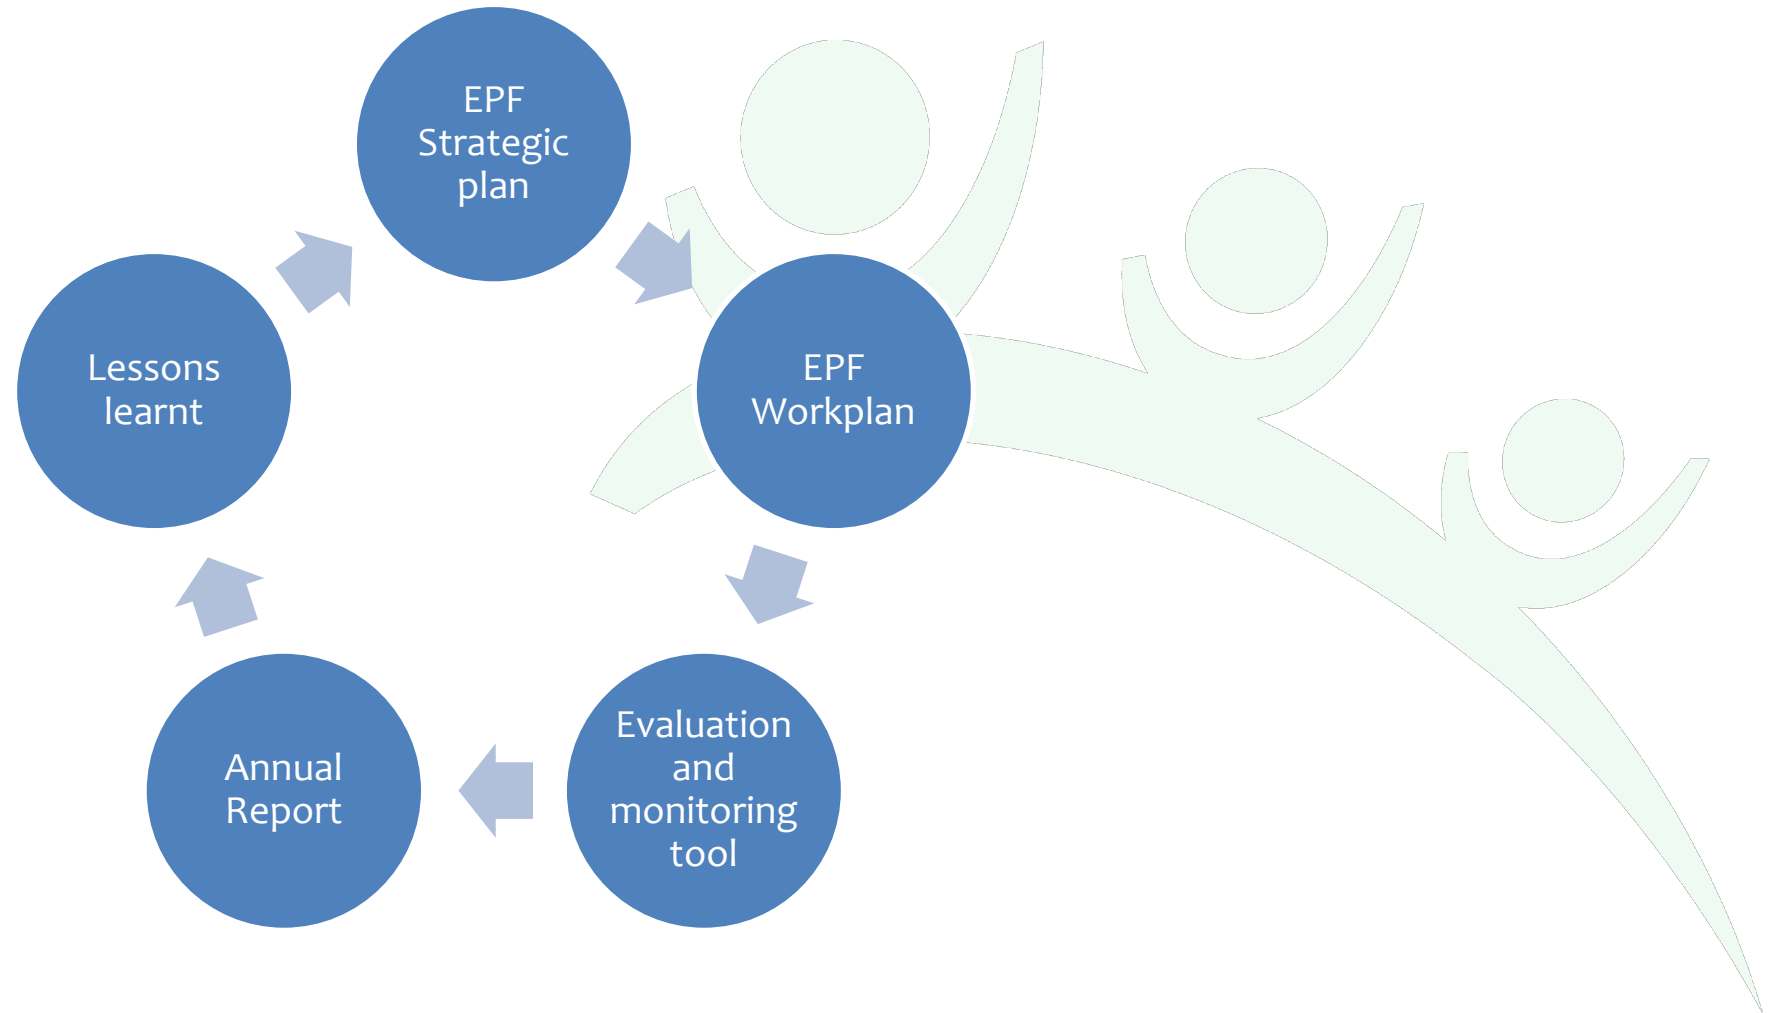 EPF
Strategic
plan
EPF
Workplan
Evaluation
and
monitoring
tool
Annual
Report
Lessons
learnt